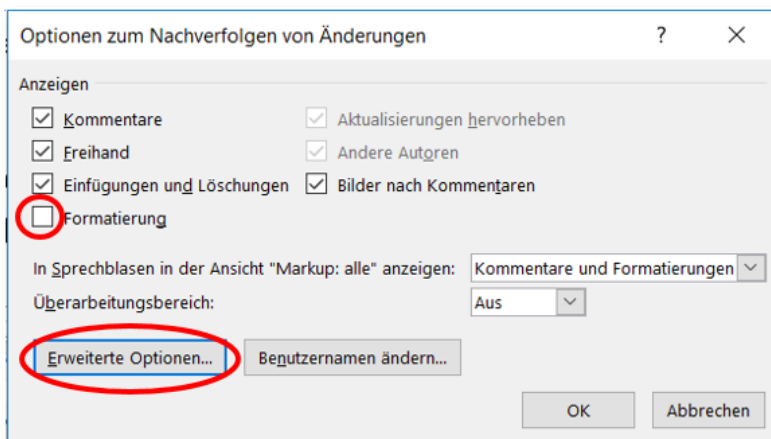 Optionen zum Nachverfolgen von Änderungen ? ×
Anzeigen
Kommentare Aktualisierungen hervorheben
Freihand Andere Autoren
Einfügungen und Löschungen Bilder nach Kommentaren
Formatierung
In Sprechblasen in der Ansicht "Markup: alle" anzeigen: Kommentare und Formatierungen
Überarbeitungsbereich: Aus
Erweiterte Optionen... Benutzernamen ändern...
OK Abbrechen